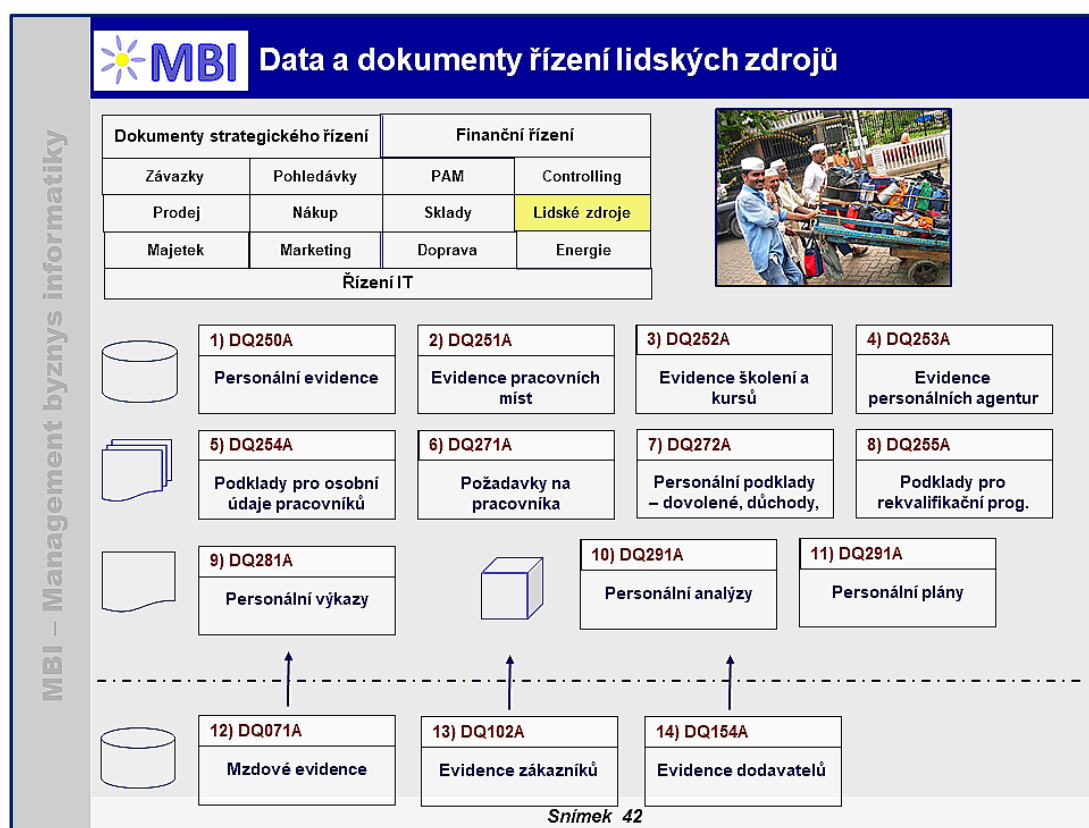 MBI – Management byznys informatiky
MBI
Data a dokumenty řízení lidských zdrojů
Dokumenty strategického řízení
Finanční řízení
Závazky
Pohledávky
PAM
Controlling
Prodej
Nákup
Sklady
Lidské zdroje
Majetek
Marketing
Doprava
Energie
Řízení IT
1) DQ250A
Personální evidence
2) DQ251A
Evidence pracovních
míst
3) DQ252A
Evidence školení a
kursů
4) DQ253A
Evidence
personálních agentur
5) DQ254A
Podklady pro osobní
údaje pracovníků
6) DQ271A
Požadavky na
pracovníka
7) DQ272A
Personální podklady
– dovolené, důchody,
8) DQ255A
Podklady pro
rekvalifikační prog.
9) DQ281A
Personální výkazy
10) DQ291A
Personální analýzy
11) DQ291A
Personální plány
12) DQ071A
Mzdové evidence
13) DQ102A
Evidence zákazníků
14) DQ154A
Evidence dodavatelů
Snímek 42